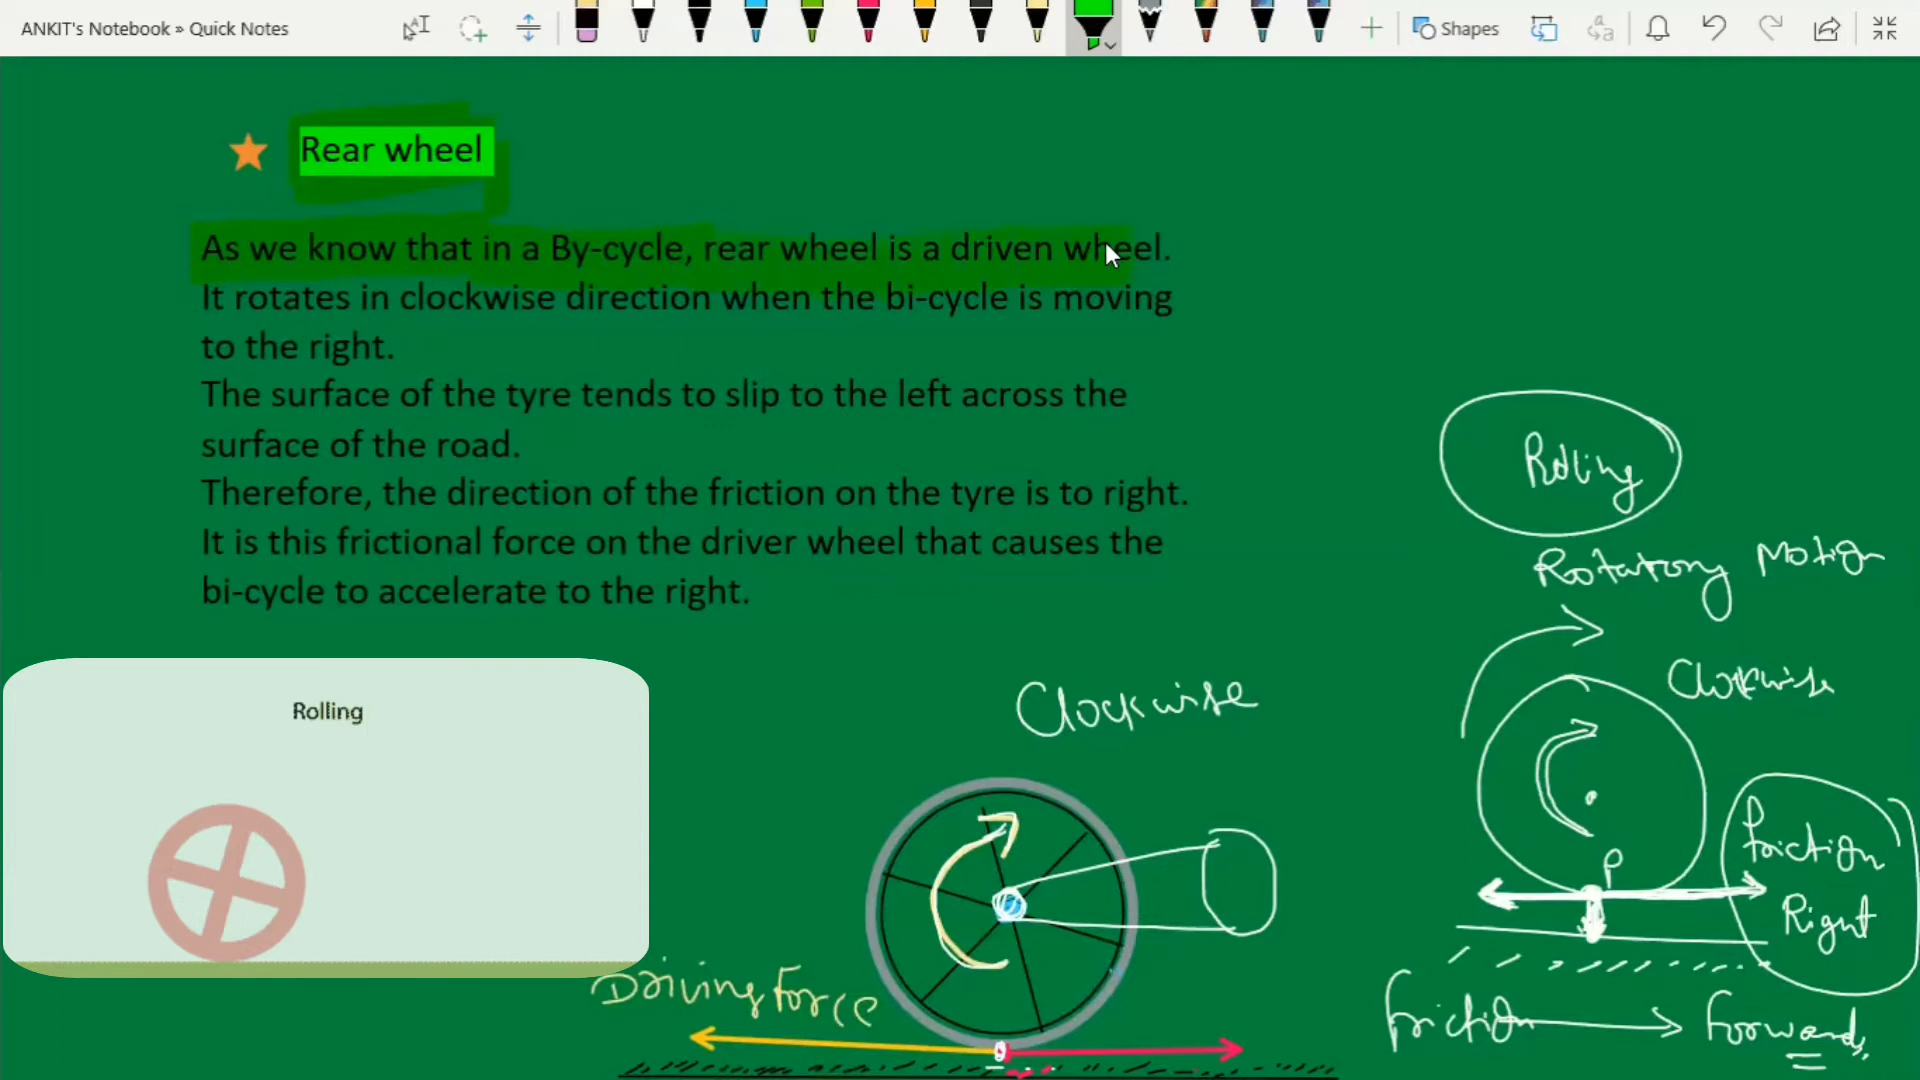 ANKIT's Notebook » Quick Notes
Shapes
Rear wheel
As we know that in a By-cycle, rear wheel is a driven wheel.
It rotates in clockwise direction when the bi-cycle is moving
to the right.
The surface of the tyre tends to slip to the left across the
surface of the road.
Therefore, the direction of the friction on the tyre is to right.
It is this frictional force on the driver wheel that causes the
bi-cycle to accelerate to the right.
Rolling
Rotatory Motion
Clockwise
P
Friction
Right
Friction Forward,
Rolling
Clockwise
Driving Force